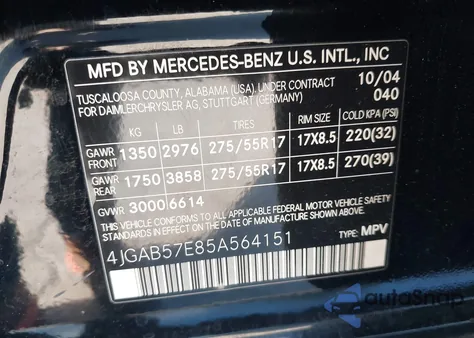 MFD BY MERCEDES-BENZ U.S. INTL., INC
TUSCALOOSA COUNTY, ALABAMA (USA). UNDER CONTRACT 10/04
FOR DAIMLERCHRYSLER AG, STUTTGART (GERMANY) 040
KG LB TIRES RIM SIZE COLD KPA (PSI)
GAWR FRONT 1350 2976 275/55R17 17X8.5 220(32)
GAWR REAR 1750 3858 275/55R17 17X8.5 270(39)
GVWR 3000 6614
THIS VEHICLE CONFORMS TO ALL APPLICABLE FEDERAL MOTOR VEHICLE SAFETY
STANDARDS IN EFFECT ON THE DATE OF MANUFACTURE SHOWN ABOVE.
4JGAB57E85A564151 TYPE: MPV
autoSnap